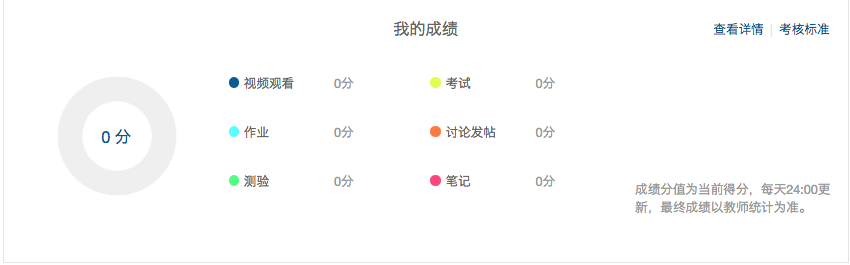 我的成绩
查看详情 | 考核标准
0 分
视频观看 0分
考试 0分
作业 0分
讨论发帖 0分
测验 0分
笔记 0分
成绩分值为当前得分，每天24:00更
新，最终成绩以教师统计为准。